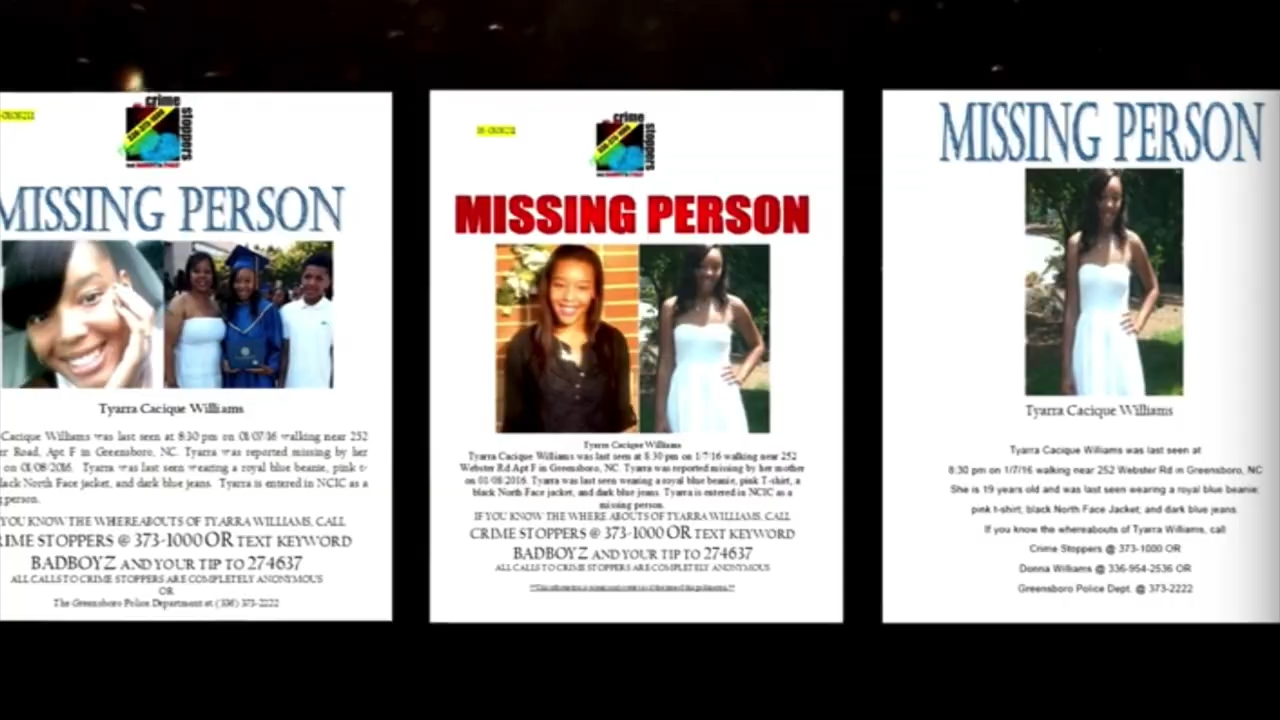 crime
stoppers
336-373-1000
MISSING PERSON
Tyarra Cacique Williams
Cacique Williams was last seen at 8:30 pm on 01/07/16 walking near 252
er Road, Apt F in Greensboro, NC. Tyarra was reported missing by her
on 01/08/2016. Tyarra was last seen wearing a royal blue beanie, pink t-
lack North Face jacket, and dark blue jeans. Tyarra is entered in NCIC as a
g person.
YOU KNOW THE WHEREABOUTS OF TYARRA WILLIAMS, CALL
RIME STOPPERS @ 373-1000 OR TEXT KEYWORD
BADBOYZ AND YOUR TIP TO 274637
ALL CALLS TO CRIME STOPPERS ARE COMPLETELY ANONYMOUS
OR
The Greensboro Police Department at (336) 373-2222
crime
stoppers
336-373-1000
MISSING PERSON
Tyarra Cacique Williams
Tyarra Cacique Williams was last seen at 8:30 pm on 1/7/16 walking near 252
Webster Rd Apt F in Greensboro, NC. Tyarra was reported missing by her mother
on 01/08/2016. Tyarra was last seen wearing a royal blue beanie, pink T-shirt, a
black North Face jacket, and dark blue jeans. Tyarra is entered in NCIC as a
missing person.
IF YOU KNOW THE WHEREABOUTS OF TYARRA WILLIAMS, CALL
CRIME STOPPERS @ 373-1000 OR TEXT KEYWORD
BADBOYZ AND YOUR TIP TO 274637
ALL CALLS TO CRIME STOPPERS ARE COMPLETELY ANONYMOUS
MISSING PERSON
Tyarra Cacique Williams
Tyarra Cacique Williams was last seen at
8:30 pm on 1/7/16 walking near 252 Webster Rd in Greensboro, NC
She is 19 years old and was last seen wearing a royal blue beanie,
pink t-shirt, black North Face Jacket, and dark blue jeans.
If you know the whereabouts of Tyarra Williams, call
Crime Stoppers @ 373-1000 OR
Donna Williams @ 336-954-2536 OR
Greensboro Police Dept. @ 373-2222